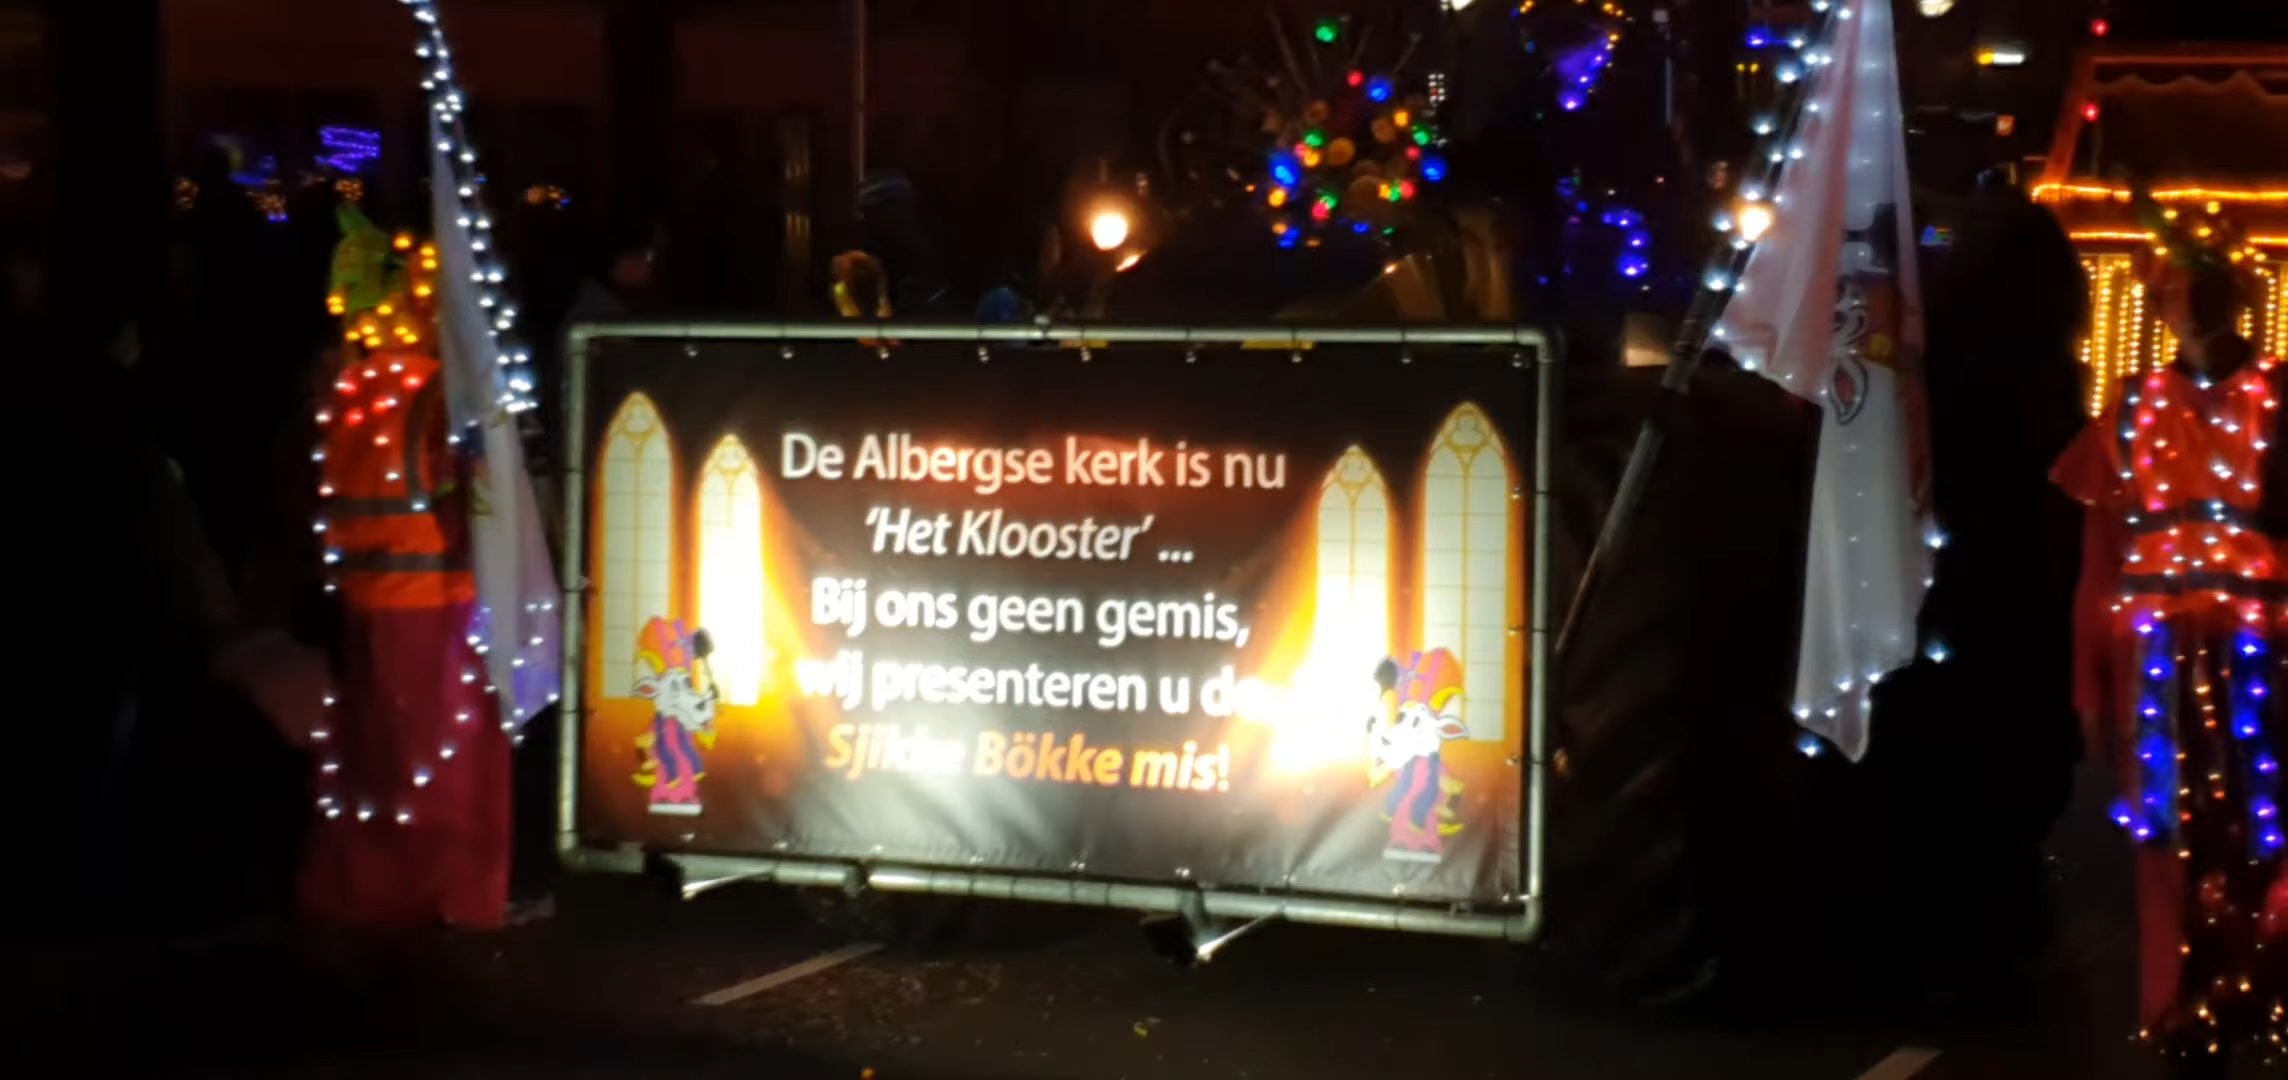 De Albergse kerk is nu
'Het Klooster' ...
Bij ons geen gemis,
wij presenteren u de
Bökke mis!